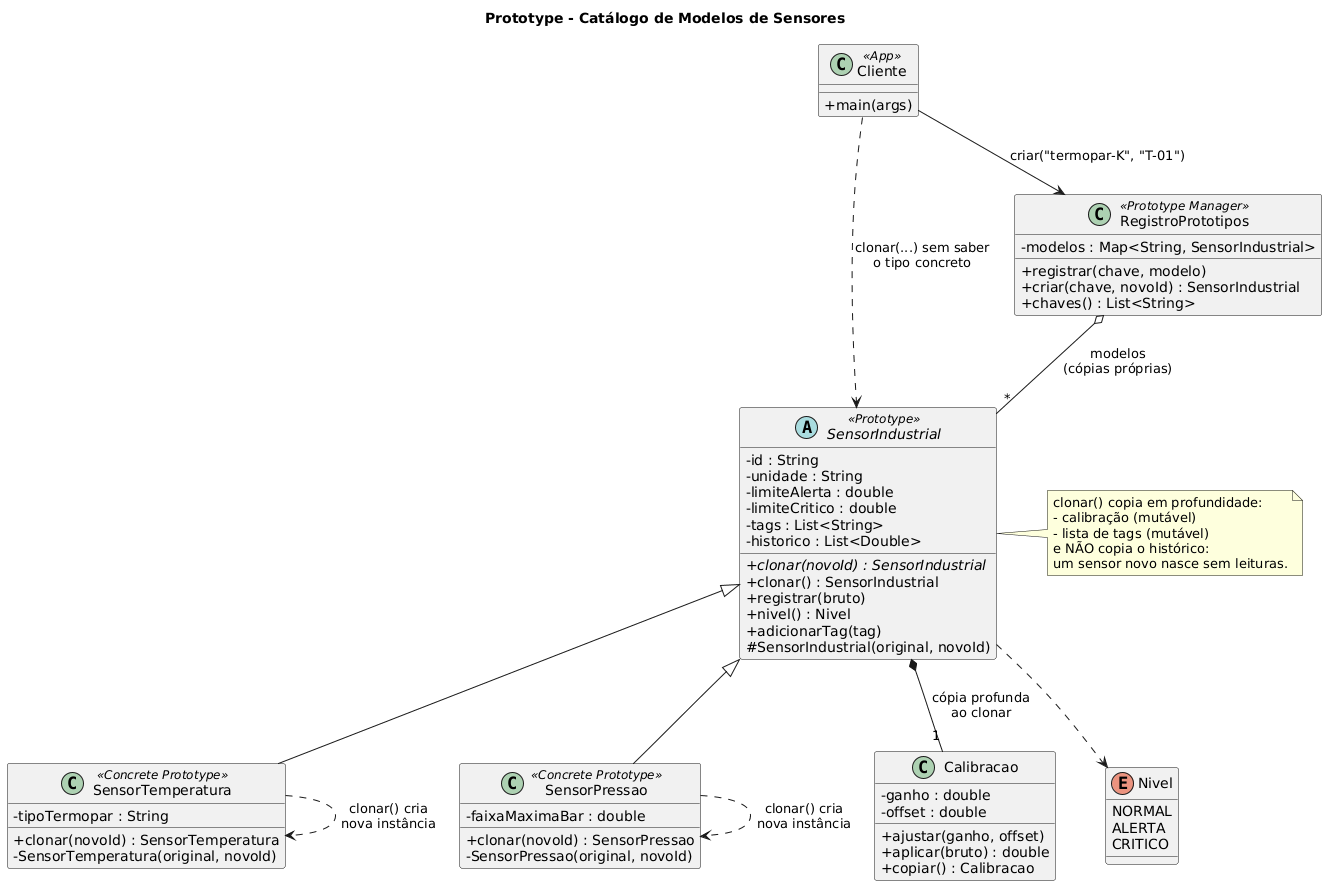 Prototype - Catálogo de Modelos de Sensores
C
«App»
Cliente
+main(args)
criar("termopar-K", "T-01")
C
«Prototype Manager»
RegistroPrototipos
-modelos : Map<String, SensorIndustrial>
+registrar(chave, modelo)
+criar(chave, novoId) : SensorIndustrial
+chaves() : List<String>
clonar(...) sem saber
o tipo concreto
modelos
(cópias próprias)
*
A
«Prototype»
SensorIndustrial
-id : String
-unidade : String
-limiteAlerta : double
-limiteCritico : double
-tags : List<String>
-historico : List<Double>
+clonar(novoId) : SensorIndustrial
+clonar() : SensorIndustrial
+registrar(bruto)
+nivel() : Nivel
+adicionarTag(tag)
#SensorIndustrial(original, novoId)
clonar() copia em profundidade:
- calibração (mutável)
- lista de tags (mutável)
e NÃO copia o histórico:
um sensor novo nasce sem leituras.
cópia profunda
ao clonar
1
C
«Concrete Prototype»
SensorTemperatura
-tipoTermopar : String
+clonar(novoId) : SensorTemperatura
-SensorTemperatura(original, novoId)
clonar() cria
nova instância
C
«Concrete Prototype»
SensorPressao
-faixaMaximaBar : double
+clonar(novoId) : SensorPressao
-SensorPressao(original, novoId)
clonar() cria
nova instância
C
Calibracao
-ganho : double
-offset : double
+ajustar(ganho, offset)
+aplicar(bruto) : double
+copiar() : Calibracao
E
Nivel
NORMAL
ALERTA
CRITICO